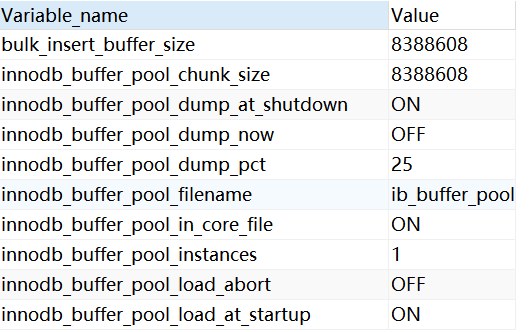 Variable_name Value
bulk_insert_buffer_size 8388608
innodb_buffer_pool_chunk_size 8388608
innodb_buffer_pool_dump_at_shutdown ON
innodb_buffer_pool_dump_now OFF
innodb_buffer_pool_dump_pct 25
innodb_buffer_pool_filename ib_buffer_pool
innodb_buffer_pool_in_core_file ON
innodb_buffer_pool_instances 1
innodb_buffer_pool_load_abort OFF
innodb_buffer_pool_load_at_startup ON